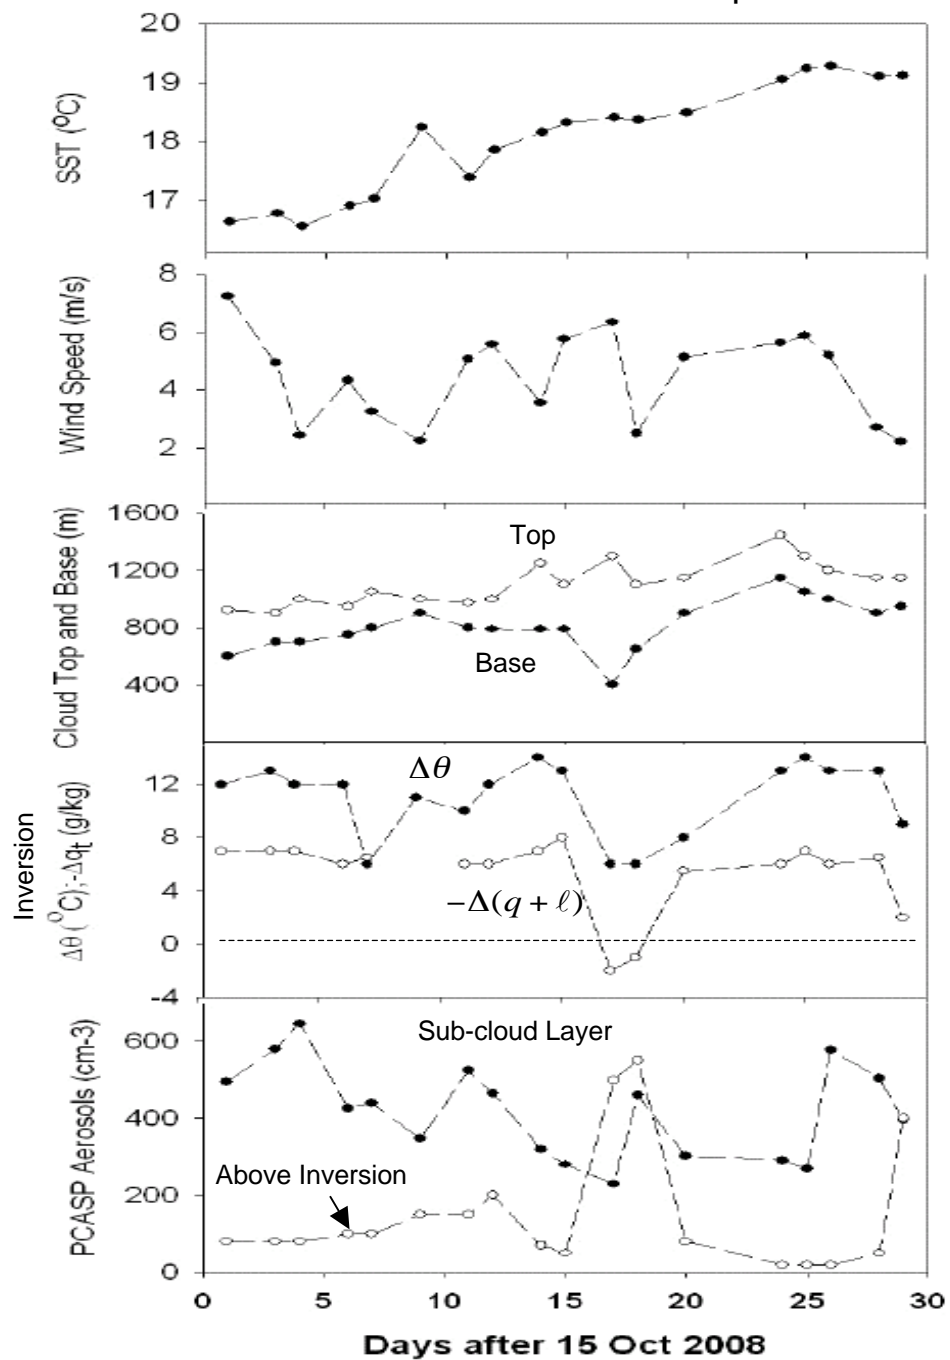 20
19
18
17
SST (ºC)
8
6
4
2
Wind Speed (m/s)
1600
1200
800
400
Cloud Top and Base (m)
Top
Base
12
8
4
0
-4
Inversion
Δθ (ºC);-Δqt (g/kg)
Δθ
−Δ(q + ℓ)
600
400
200
0
PCASP Aerosols (cm-3)
Sub-cloud Layer
Above Inversion
0 5 10 15 20 25 30
Days after 15 Oct 2008